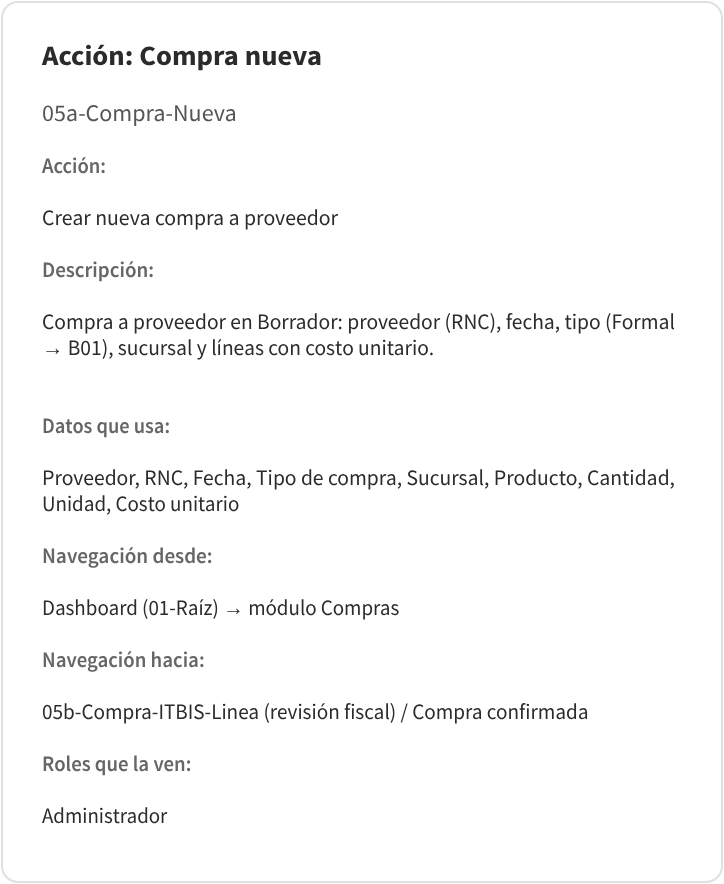 Acción: Compra nueva
05a-Compra-Nueva
Acción:
Crear nueva compra a proveedor
Descripción:
Compra a proveedor en Borrador: proveedor (RNC), fecha, tipo (Formal
→ B01), sucursal y líneas con costo unitario.
Datos que usa:
Proveedor, RNC, Fecha, Tipo de compra, Sucursal, Producto, Cantidad,
Unidad, Costo unitario
Navegación desde:
Dashboard (01-Raíz) → módulo Compras
Navegación hacia:
05b-Compra-ITBIS-Linea (revisión fiscal) / Compra confirmada
Roles que la ven:
Administrador